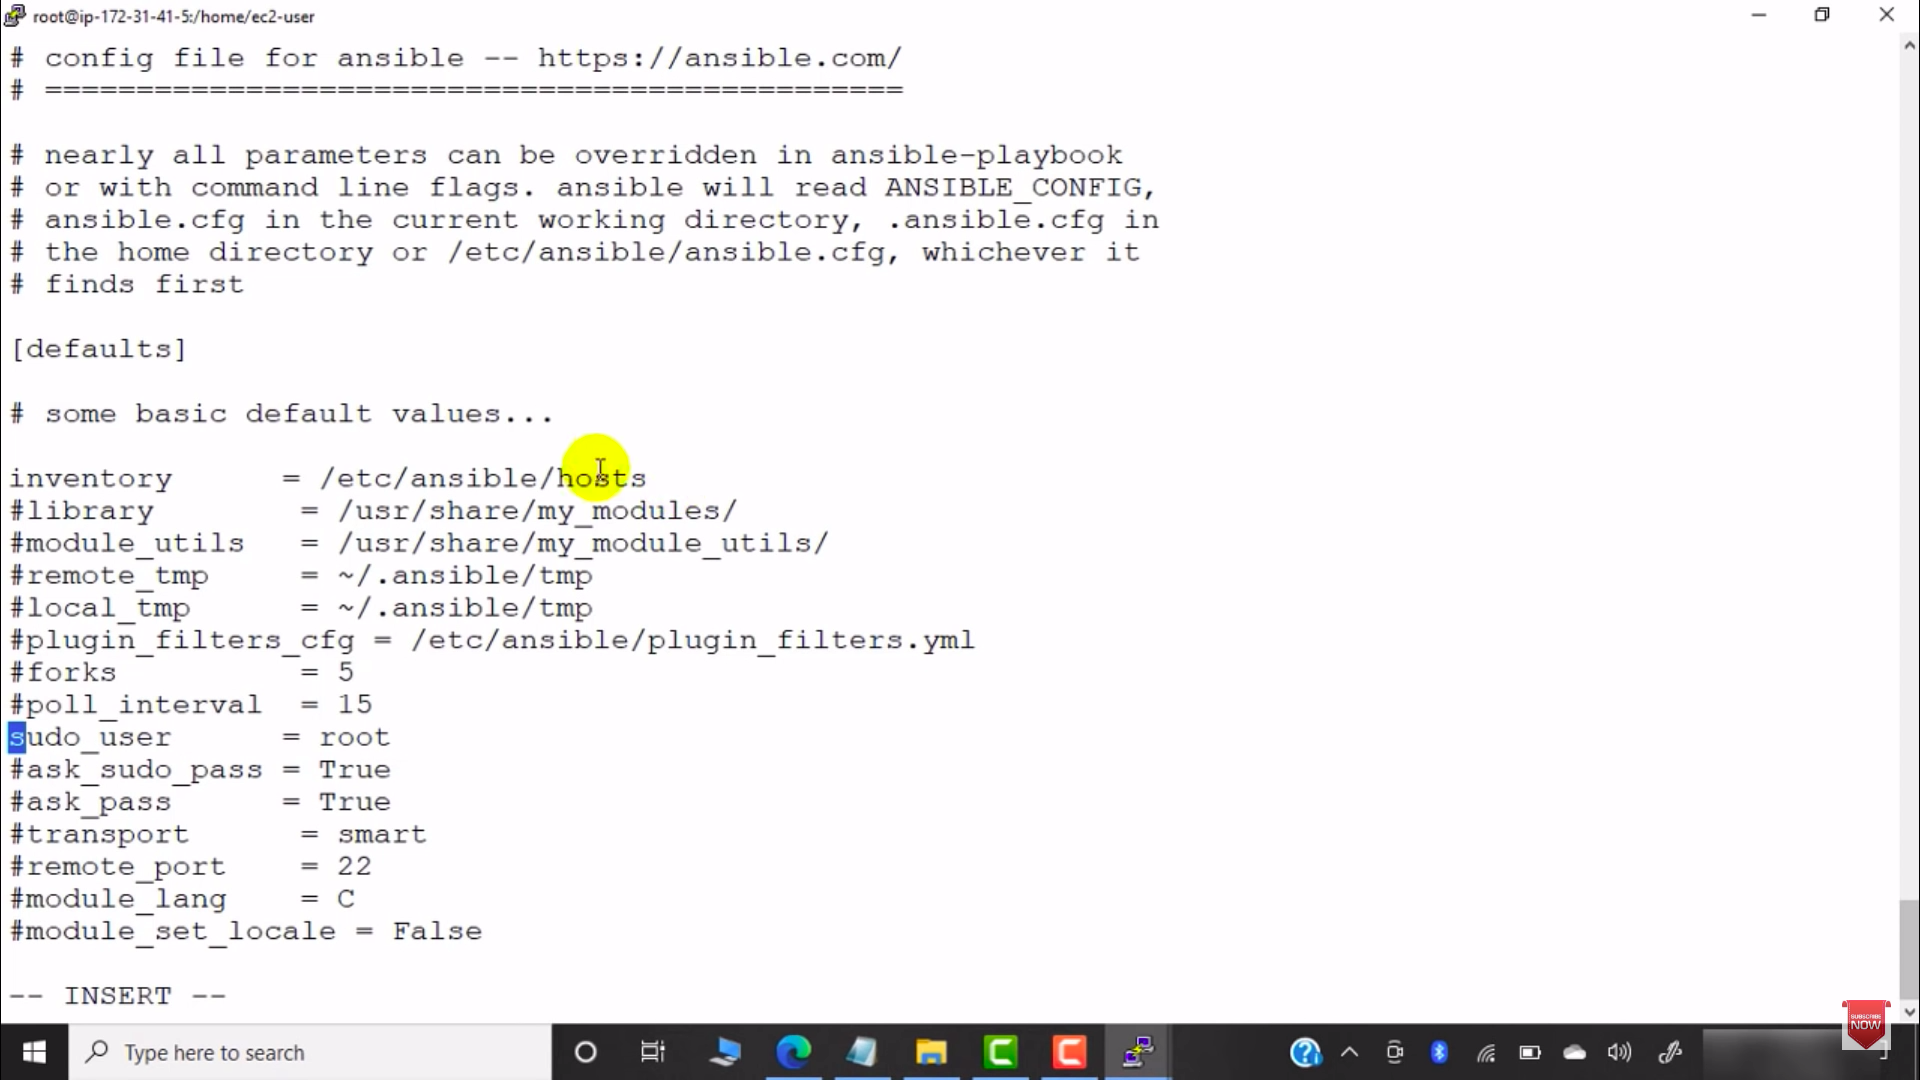 root@ip-172-31-41-5:/home/ec2-user
# config file for ansible -- https://ansible.com/
# ===============================================
# nearly all parameters can be overridden in ansible-playbook
# or with command line flags. ansible will read ANSIBLE_CONFIG,
# ansible.cfg in the current working directory, .ansible.cfg in
# the home directory or /etc/ansible/ansible.cfg, whichever it
# finds first
[defaults]
# some basic default values...
inventory      = /etc/ansible/hosts
#library        = /usr/share/my_modules/
#module_utils   = /usr/share/my_module_utils/
#remote_tmp     = ~/.ansible/tmp
#local_tmp      = ~/.ansible/tmp
#plugin_filters_cfg = /etc/ansible/plugin_filters.yml
#forks          = 5
#poll_interval  = 15
sudo_user      = root
#ask_sudo_pass = True
#ask_pass      = True
#transport      = smart
#remote_port    = 22
#module_lang    = C
#module_set_locale = False
-- INSERT --
SUBSCRIBE
NOW
Type here to search